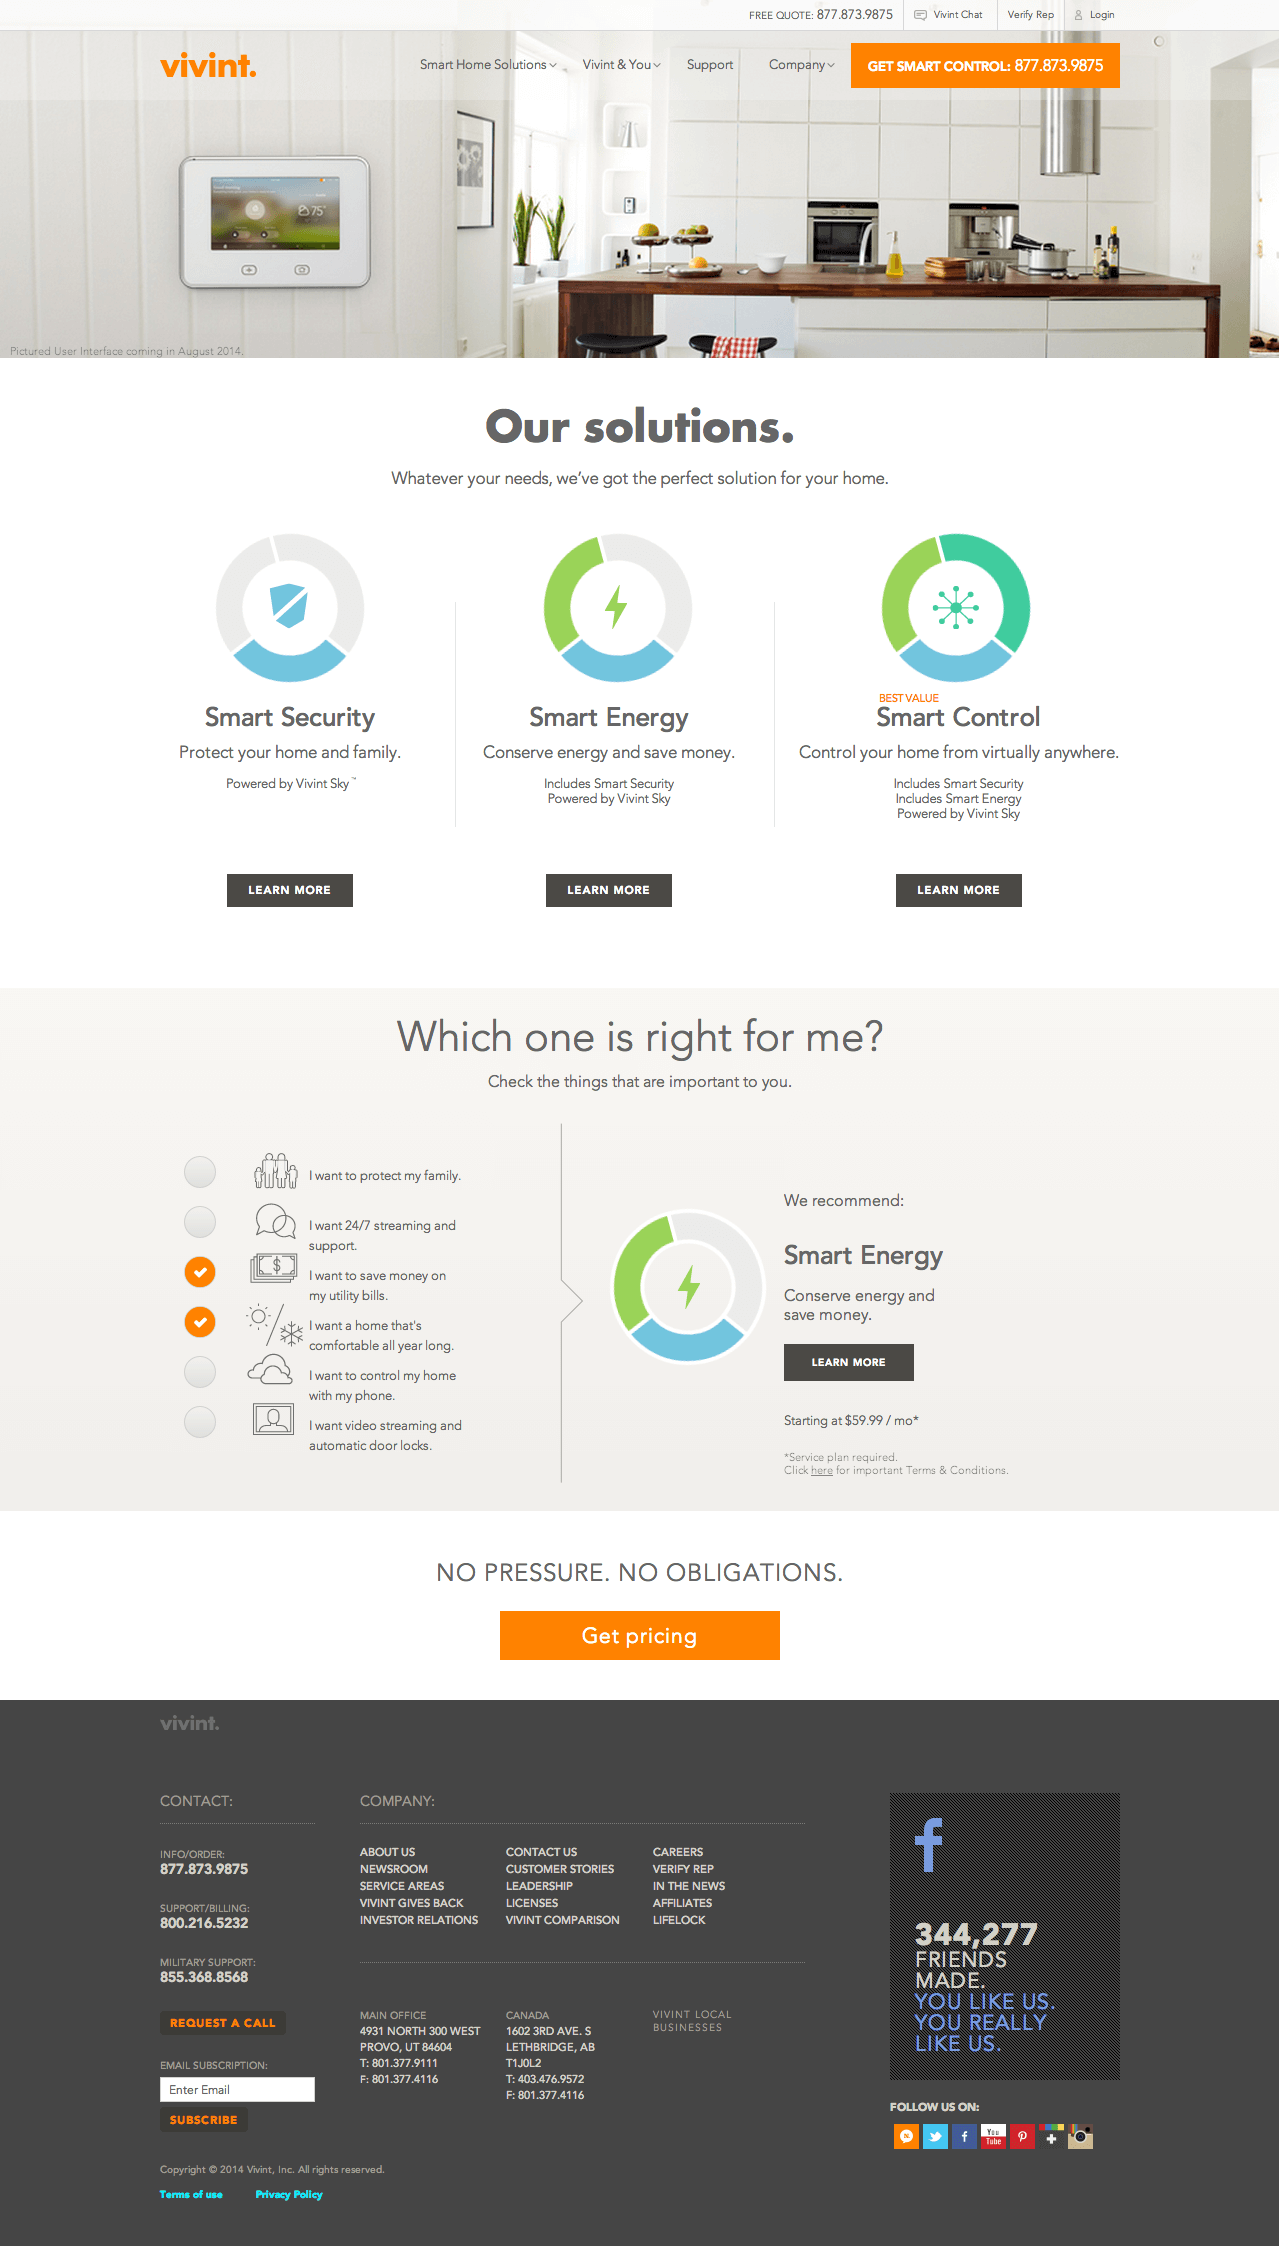 FREE QUOTE: 877.873.9875
Vivint Chat
Verify Rep
Login
vivint.
Smart Home Solutions
Vivint & You
Support
Company
GET SMART CONTROL: 877.873.9875
75°
Pictured User Interface coming in August 2014.
Our solutions.
Whatever your needs, we've got the perfect solution for your home.
Smart Security
Protect your home and family.
Powered by Vivint Sky™
LEARN MORE
Smart Energy
Conserve energy and save money.
Includes Smart Security
Powered by Vivint Sky
LEARN MORE
BEST VALUE
Smart Control
Control your home from virtually anywhere.
Includes Smart Security
Includes Smart Energy
Powered by Vivint Sky
LEARN MORE
Which one is right for me?
Check the things that are important to you.
I want to protect my family.
I want 24/7 streaming and
support.
I want to save money on
my utility bills.
I want a home that's
comfortable all year long.
I want to control my home
with my phone.
I want video streaming and
automatic door locks.
We recommend:
Smart Energy
Conserve energy and
save money.
LEARN MORE
Starting at $59.99 / mo*
*Service plan required.
Click here for important Terms & Conditions.
NO PRESSURE. NO OBLIGATIONS.
Get pricing
vivint.
CONTACT:
INFO/ORDER:
877.873.9875
SUPPORT/BILLING:
800.216.5232
MILITARY SUPPORT:
855.368.8568
REQUEST A CALL
EMAIL SUBSCRIPTION:
Enter Email
SUBSCRIBE
COMPANY:
ABOUT US
NEWSROOM
SERVICE AREAS
VIVINT GIVES BACK
INVESTOR RELATIONS
CONTACT US
CUSTOMER STORIES
LEADERSHIP
LICENSES
VIVINT COMPARISON
CAREERS
VERIFY REP
IN THE NEWS
AFFILIATES
LIFELOCK
MAIN OFFICE
4931 NORTH 300 WEST
PROVO, UT 84604
T: 801.377.9111
F: 801.377.4116
CANADA
1602 3RD AVE. S
LETHBRIDGE, AB
T1J0L2
T: 403.476.9572
F: 801.377.4116
VIVINT LOCAL
BUSINESSES
f
344,277
FRIENDS
MADE.
YOU LIKE US.
YOU REALLY
LIKE US.
FOLLOW US ON:
You
Tube
Copyright © 2014 Vivint, Inc. All rights reserved.
Terms of use
Privacy Policy